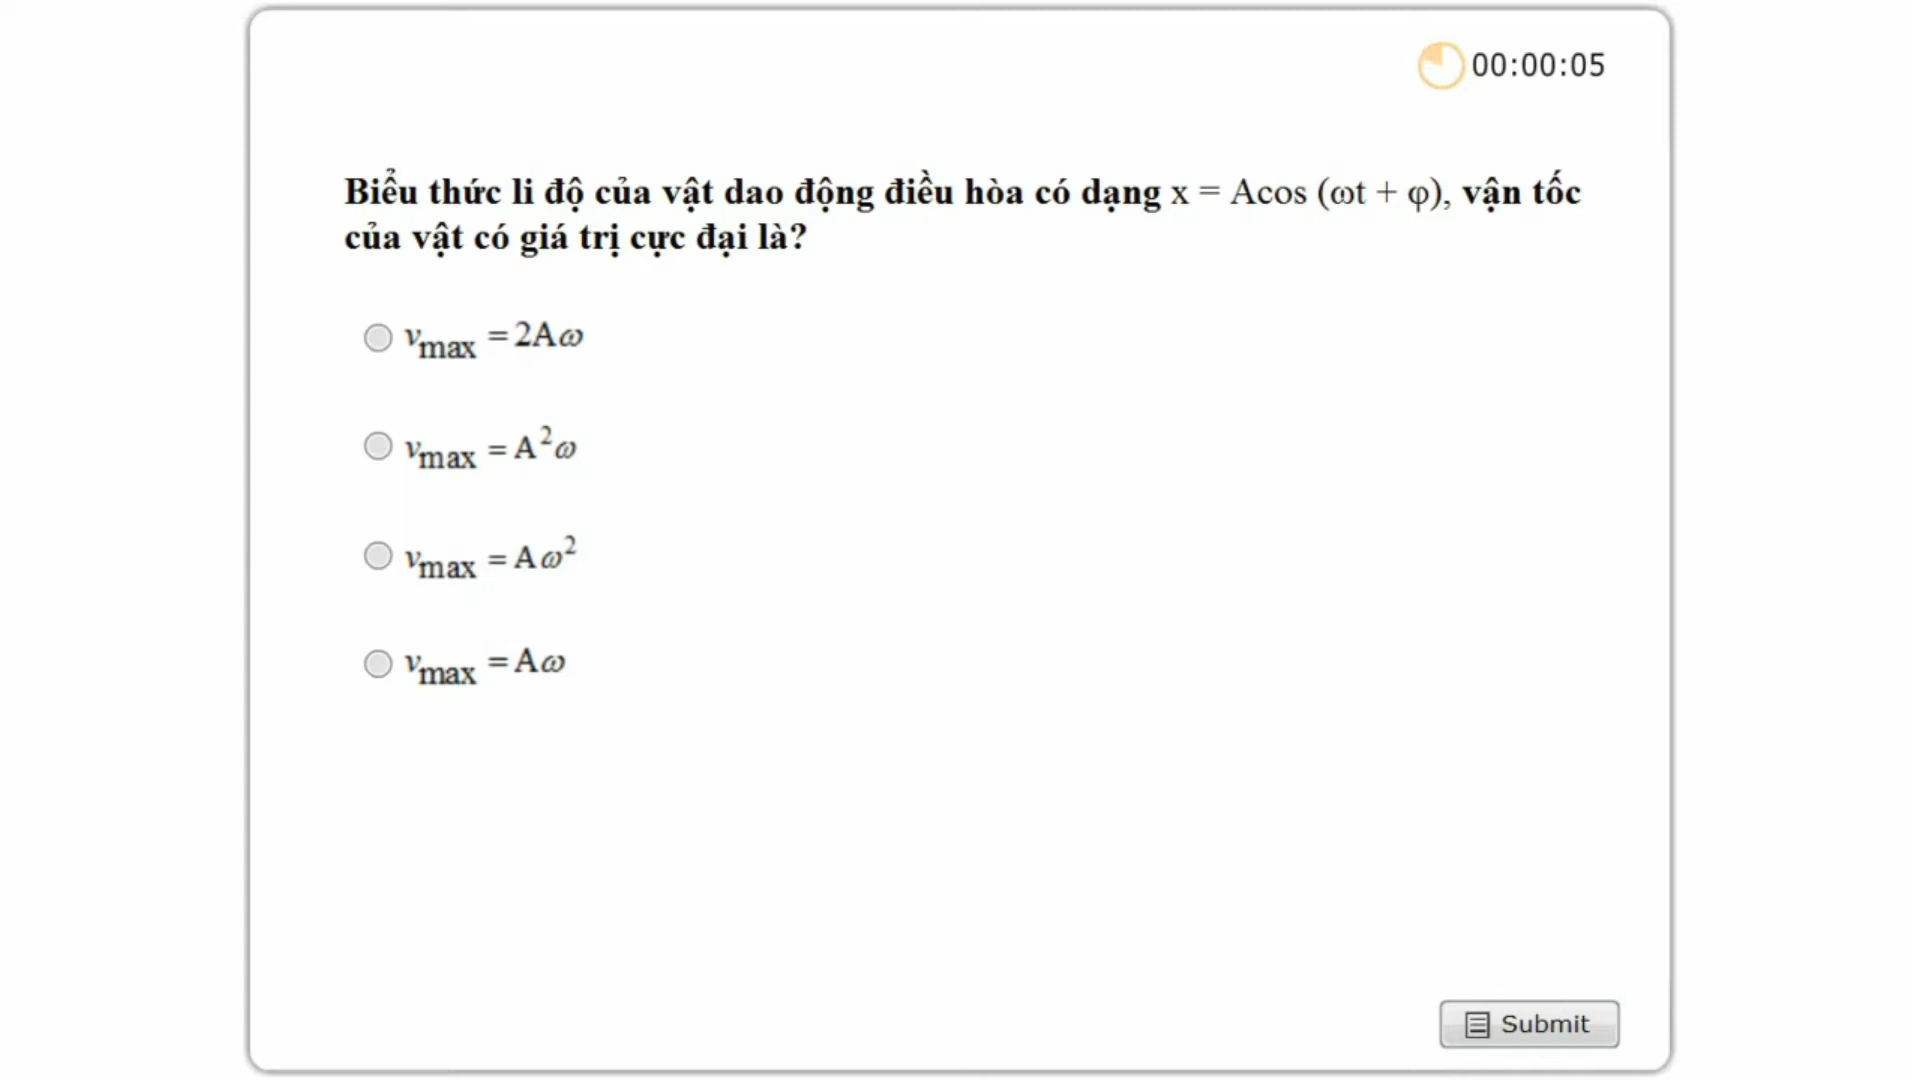 00:00:05
Biểu thức li độ của vật dao động điều hòa có dạng x = Acos (ωt + φ), vận tốc
của vật có giá trị cực đại là?
vmax = 2Aω
vmax = A²ω
vmax = Aω²
vmax = Aω
Submit